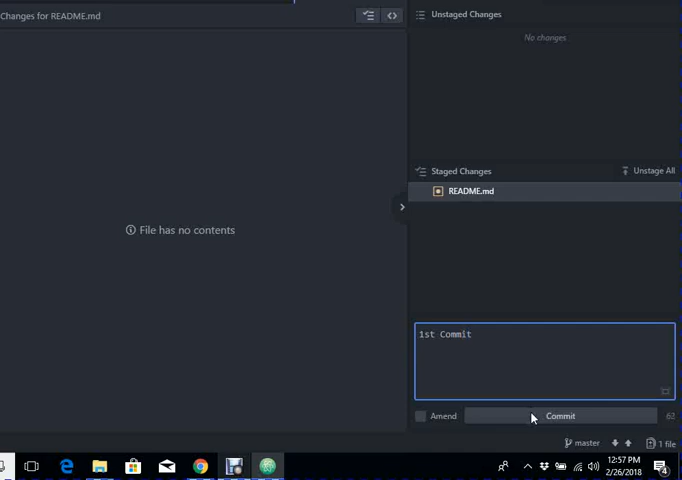 Changes for README.md
Unstaged Changes
No changes
Staged Changes
Unstage All
README.md
File has no contents
1st Commit
Amend
Commit
62
master
1 file
12:57 PM
2/26/2018
4